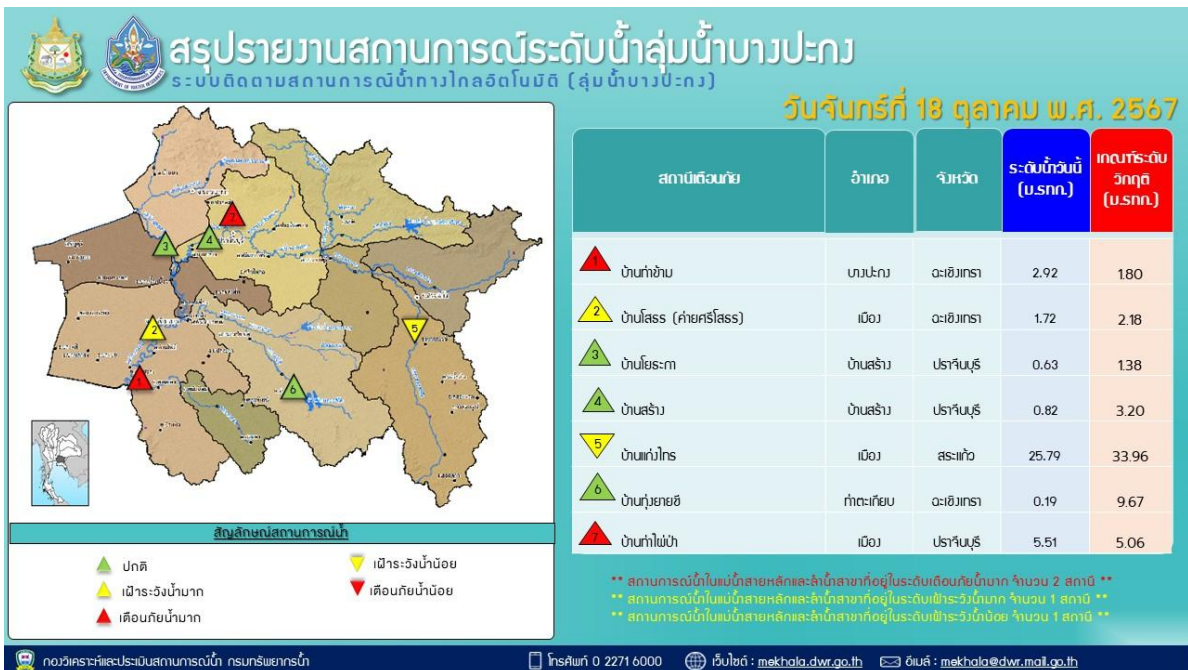 สรุปรายงานสถานการณ์ระดับน้ำลุ่มน้ำบางปะกง
ระบบติดตามสถานการณ์น้ำทางไกลอัตโนมัติ (ลุ่มน้ำบางปะกง)
วันจันทร์ที่ 18 ตุลาคม พ.ศ. 2567
สถานีเตือนภัย อำเภอ จังหวัด ระดับน้ำวันนี้ (ม.รทก.) เกณฑ์ระดับวิกฤติ (ม.รทก.)
1 บ้านท่าข้าม บางปะกง ฉะเชิงเทรา 2.92 1.80
2 บ้านโสธร (ค่ายศรีโสธร) เมือง ฉะเชิงเทรา 1.72 2.18
3 บ้านโยธะกา บ้านสร้าง ปราจีนบุรี 0.63 1.38
4 บ้านสร้าง บ้านสร้าง ปราจีนบุรี 0.82 3.20
5 บ้านแก่งไทร เมือง สระแก้ว 25.79 33.96
6 บ้านทุ่งยายชี ท่าตะเกียบ ฉะเชิงเทรา 0.19 9.67
7 บ้านท่าไผ่ป่า เมือง ปราจีนบุรี 5.51 5.06
** สถานการณ์น้ำในแม่น้ำสายหลักและลำน้ำสาขาที่อยู่ในระดับเตือนภัยน้ำมาก จำนวน 2 สถานี **
** สถานการณ์น้ำในแม่น้ำสายหลักและลำน้ำสาขาที่อยู่ในระดับเฝ้าระวังน้ำมาก จำนวน 1 สถานี **
** สถานการณ์น้ำในแม่น้ำสายหลักและลำน้ำสาขาที่อยู่ในระดับเฝ้าระวังน้ำน้อย จำนวน 1 สถานี **
7
4
3
5
2
1
6
สัญลักษณ์สถานการณ์น้ำ
ปกติ
เฝ้าระวังน้ำมาก
เตือนภัยน้ำมาก
เฝ้าระวังน้ำน้อย
เตือนภัยน้ำน้อย
กองวิเคราะห์และประเมินสถานการณ์น้ำ กรมทรัพยากรน้ำ
โทรศัพท์ 0 2271 6000
เว็บไซต์ : mekhala.dwr.go.th
อีเมล์ : mekhala@dwr.mail.go.th